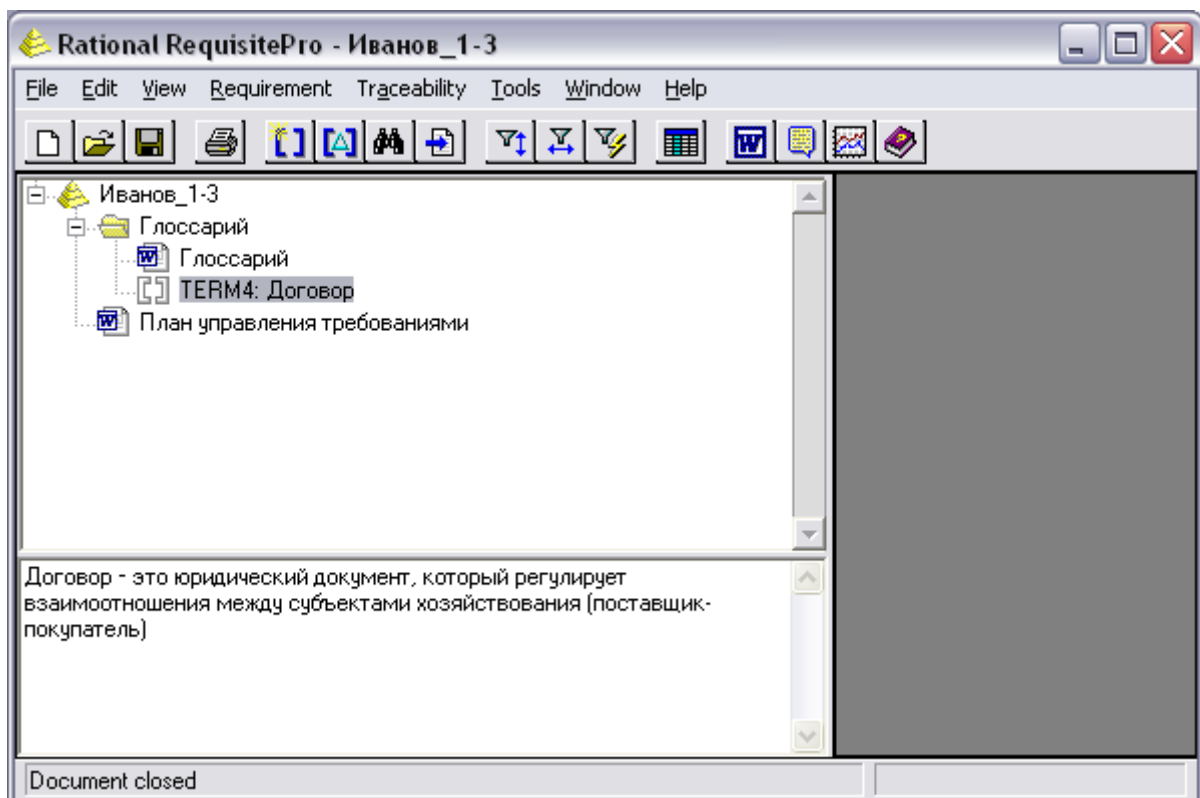 Rational RequisitePro - Иванов_1-3
File Edit View Requirement Traceability Tools Window Help
Иванов_1-3
Глоссарий
Глоссарий
TERM4: Договор
План управления требованиями
Договор - это юридический документ, который регулирует
взаимоотношения между субъектами хозяйствования (поставщик-
покупатель)
Document closed